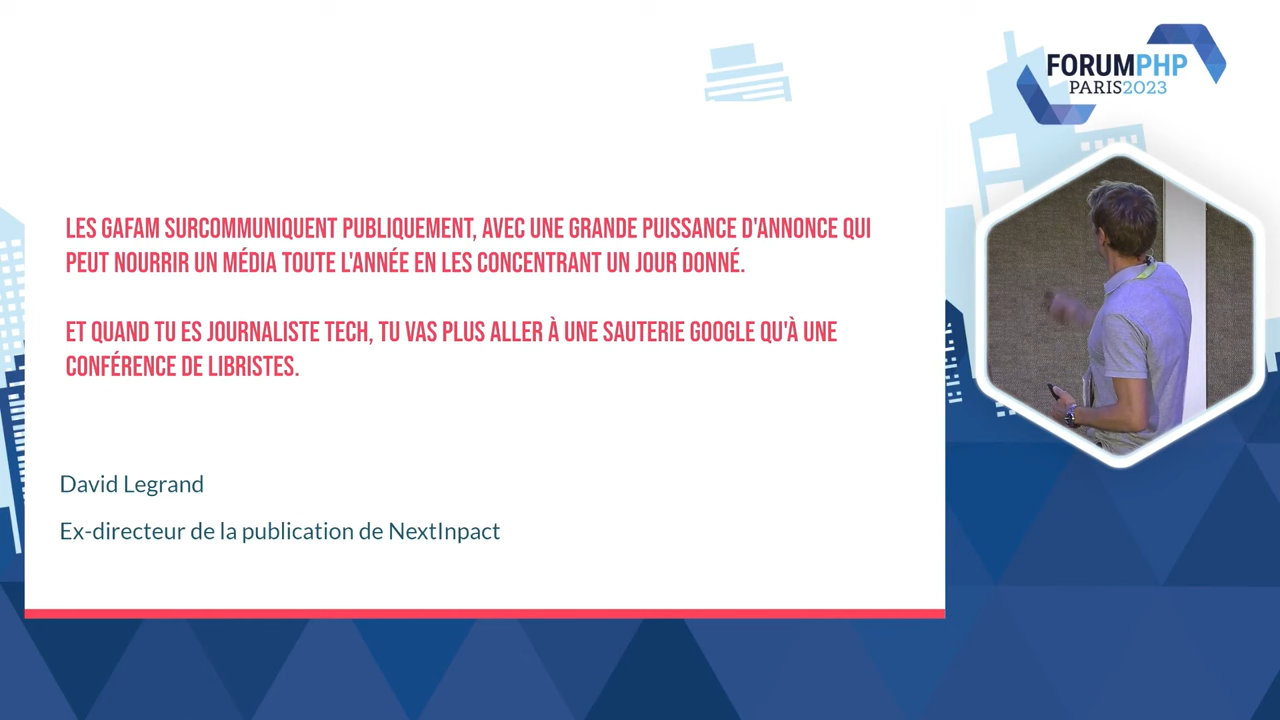 FORUMPHP
PARIS2023
LES GAFAM SURCOMMUNIQUENT PUBLIQUEMENT, AVEC UNE GRANDE PUISSANCE D'ANNONCE QUI
PEUT NOURRIR UN MÉDIA TOUTE L'ANNÉE EN LES CONCENTRANT UN JOUR DONNÉ.
ET QUAND TU ES JOURNALISTE TECH, TU VAS PLUS ALLER À UNE SAUTERIE GOOGLE QU'À UNE
CONFÉRENCE DE LIBRISTES.
David Legrand
Ex-directeur de la publication de NextInpact